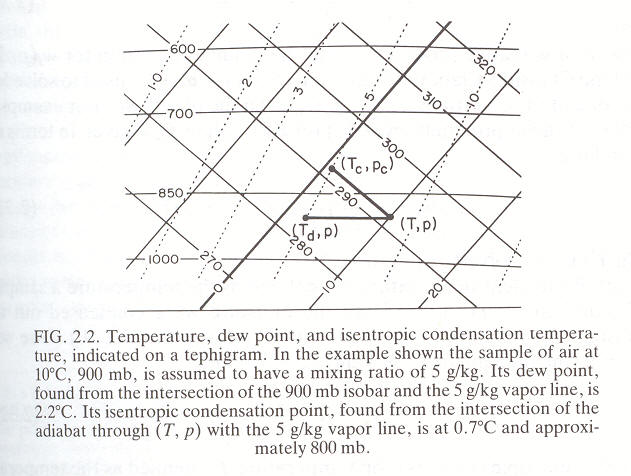 600
1·0
2
3
5
320
700
310
10
300
(Tc, pc)
850
290
(Td, p)
(T, p)
280
1000
270
0
10
20
FIG. 2.2. Temperature, dew point, and isentropic condensation tempera-
ture, indicated on a tephigram. In the example shown the sample of air at
10°C, 900 mb, is assumed to have a mixing ratio of 5 g/kg. Its dew point,
found from the intersection of the 900 mb isobar and the 5 g/kg vapor line, is
2.2°C. Its isentropic condensation point, found from the intersection of the
adiabat through (T, p) with the 5 g/kg vapor line, is at 0.7°C and approxi-
mately 800 mb.